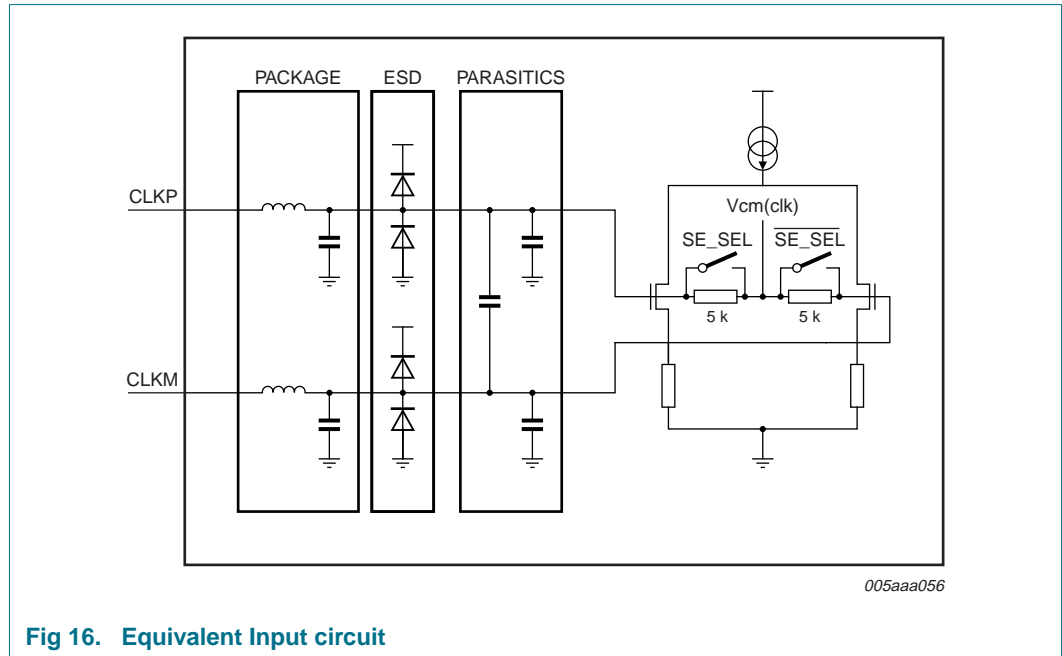 PACKAGE ESD PARASITICS
CLKP
Vcm(clk)
SE_SEL SE_SEL
5 k 5 k
CLKM
005aaa056
Fig 16. Equivalent Input circuit